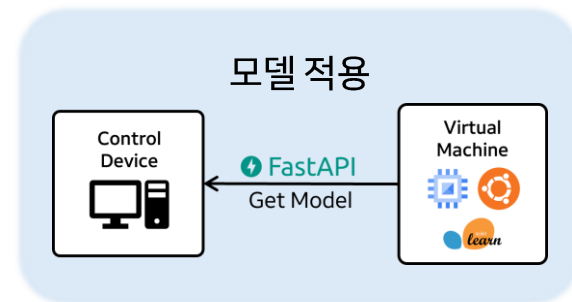 모델 적용
Control
Device
FastAPI
Get Model
Virtual
Machine
learn